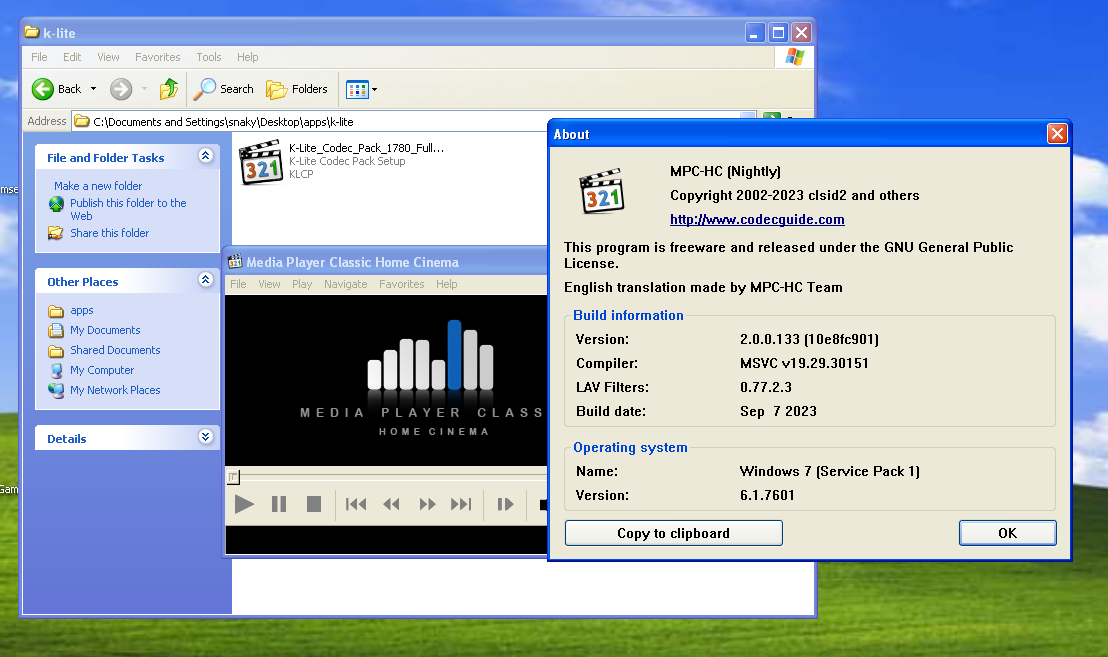 k-lite
File Edit View Favorites Tools Help
Back Search Folders
Address C:\Documents and Settings\snaky\Desktop\apps\k-lite
File and Folder Tasks
Make a new folder
Publish this folder to the
Web
Share this folder
Other Places
apps
My Documents
Shared Documents
My Computer
My Network Places
Details
321
K-Lite_Codec_Pack_1780_Full...
K-Lite Codec Pack Setup
KLCP
Media Player Classic Home Cinema
File View Play Navigate Favorites Help
MEDIA PLAYER CLASS
HOME CINEMA
About
321
MPC-HC (Nightly)
Copyright 2002-2023 clsid2 and others
http://www.codecguide.com
This program is freeware and released under the GNU General Public
License.
English translation made by MPC-HC Team
Build information
Version: 2.0.0.133 (10e8fc901)
Compiler: MSVC v19.29.30151
LAV Filters: 0.77.2.3
Build date: Sep 7 2023
Operating system
Name: Windows 7 (Service Pack 1)
Version: 6.1.7601
Copy to clipboard OK